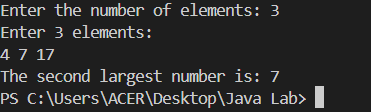 Enter the number of elements: 3
Enter 3 elements:
4 7 17
The second largest number is: 7
PS C:\Users\ACER\Desktop\Java Lab>